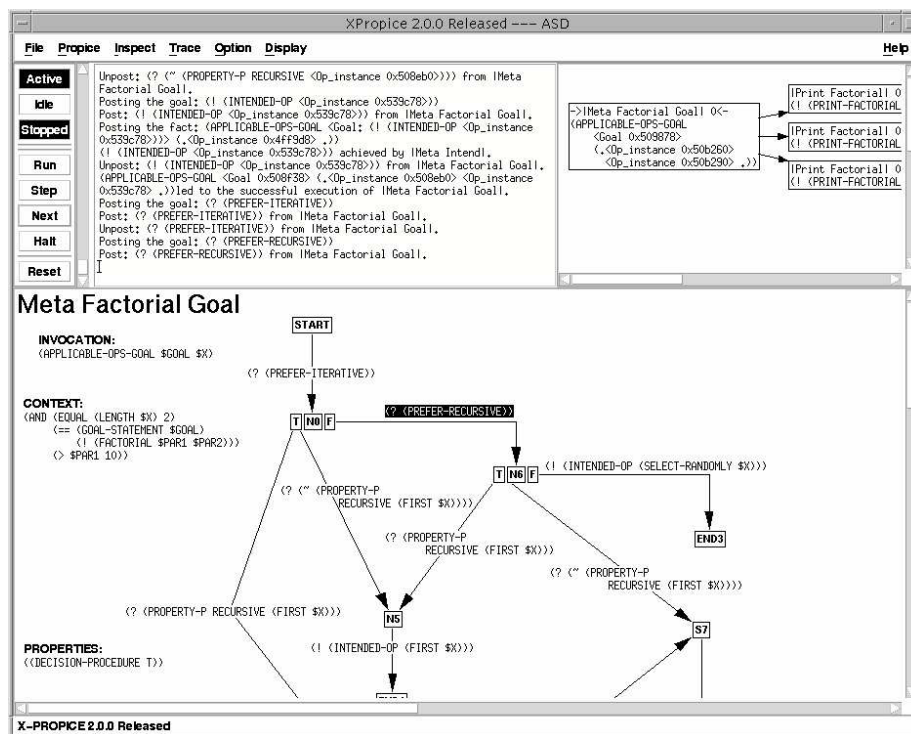 XPropice 2.0.0 Released --- ASD
File Propice Inspect Trace Option Display Help
Active
Idle
Stopped
Run
Step
Next
Halt
Reset
Unpost: (? (~ (PROPERTY-P RECURSIVE <Op_instance 0x508eb0>))) from |Meta
Factorial Goal|.
Posting the goal: (! (INTENDED-OP <Op_instance 0x539c78>))
Post: (! (INTENDED-OP <Op_instance 0x539c78>)) from |Meta Factorial Goal|.
Posting the fact: (APPLICABLE-OPS-GOAL <Goal: (! (INTENDED-OP <Op_instance
0x539c78>))> (.<Op_instance 0x4ff9d8> .))
(! (INTENDED-OP <Op_instance 0x539c78>)) achieved by |Meta Intend|.
Unpost: (! (INTENDED-OP <Op_instance 0x539c78>)) from |Meta Factorial Goal|.
(APPLICABLE-OPS-GOAL <Goal 0x508f38> (.<Op_instance 0x508eb0> <Op_instance
0x539c78> .))led to the successful execution of |Meta Factorial Goal|.
Posting the goal: (? (PREFER-ITERATIVE))
Post: (? (PREFER-ITERATIVE)) from |Meta Factorial Goal|.
Unpost: (? (PREFER-ITERATIVE)) from |Meta Factorial Goal|.
Posting the goal: (? (PREFER-RECURSIVE))
Post: (? (PREFER-RECURSIVE)) from |Meta Factorial Goal|.
->|Meta Factorial Goal| 0<-
(APPLICABLE-OPS-GOAL
<Goal 0x509878>
(.<Op_instance 0x50b260>
<Op_instance 0x50b290> .))
|Print Factorial| 0
(! (PRINT-FACTORIAL
|Print Factorial| 0
(! (PRINT-FACTORIAL
|Print Factorial| 0
(! (PRINT-FACTORIAL
Meta Factorial Goal
INVOCATION:
(APPLICABLE-OPS-GOAL $GOAL $X)
CONTEXT:
(AND (EQUAL (LENGTH $X) 2)
(== (GOAL-STATEMENT $GOAL)
(! (FACTORIAL $PAR1 $PAR2)))
(> $PAR1 10))
PROPERTIES:
((DECISION-PROCEDURE T))
START
(? (PREFER-ITERATIVE))
T N0 F
(? (PREFER-RECURSIVE))
T N6 F
(! (INTENDED-OP (SELECT-RANDOMLY $X)))
END3
(? (~ (PROPERTY-P
RECURSIVE (FIRST $X))))
(? (PROPERTY-P
RECURSIVE (FIRST $X)))
(? (~ (PROPERTY-P
RECURSIVE (FIRST $X))))
(? (PROPERTY-P RECURSIVE (FIRST $X)))
N5
S7
(! (INTENDED-OP (FIRST $X)))
X-PROPICE 2.0.0 Released